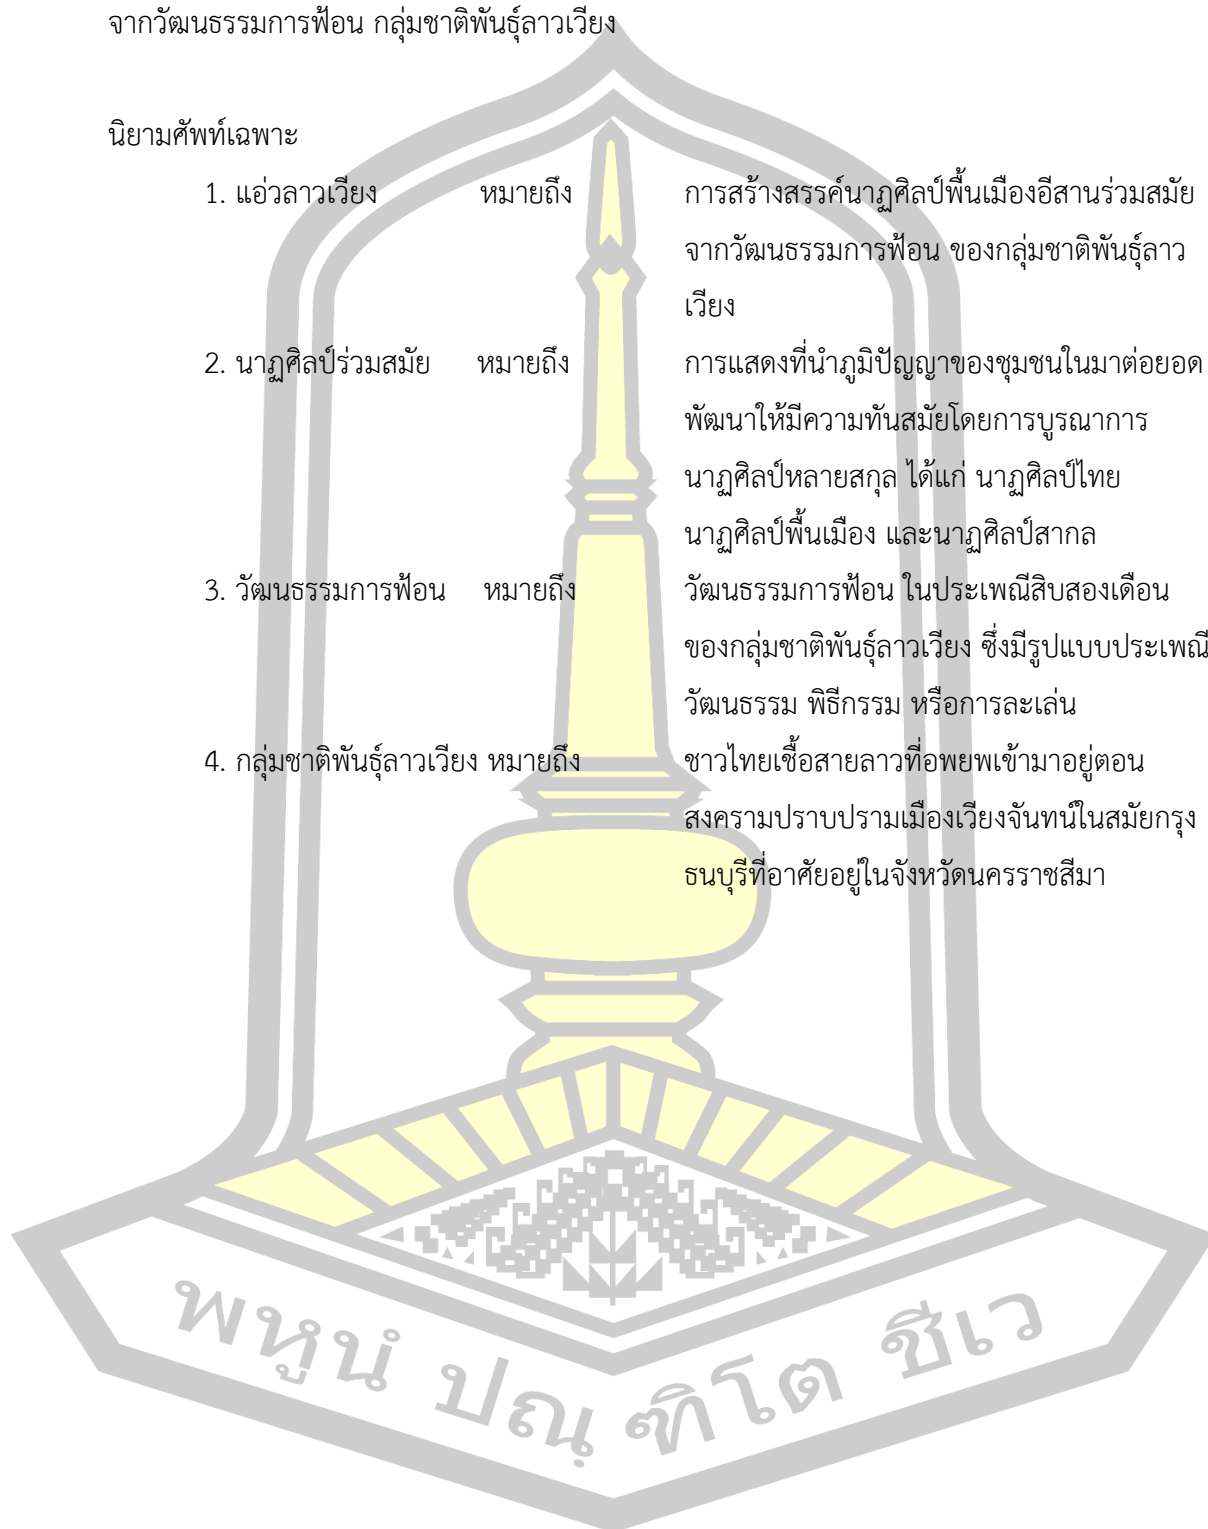 จากวัฒนธรรมการฟ้อน กลุ่มชาติพันธุ์ลาวเวียง
นิยามศัพท์เฉพาะ
1. แอ่วลาวเวียง หมายถึง การสร้างสรรค์นาฏศิลป์พื้นเมืองอีสานร่วมสมัย
จากวัฒนธรรมการฟ้อน ของกลุ่มชาติพันธุ์ลาว
เวียง
2. นาฏศิลป์ร่วมสมัย หมายถึง การแสดงที่นำภูมิปัญญาของชุมชนในมาต่อยอด
พัฒนาให้มีความทันสมัยโดยการบูรณาการ
นาฏศิลป์หลายสกุล ได้แก่ นาฏศิลป์ไทย
นาฏศิลป์พื้นเมือง และนาฏศิลป์สากล
3. วัฒนธรรมการฟ้อน หมายถึง วัฒนธรรมการฟ้อน ในประเพณีสิบสองเดือน
ของกลุ่มชาติพันธุ์ลาวเวียง ซึ่งมีรูปแบบประเพณี
วัฒนธรรม พิธีกรรม หรือการละเล่น
4. กลุ่มชาติพันธุ์ลาวเวียง หมายถึง ชาวไทยเชื้อสายลาวที่อพยพเข้ามาอยู่ตอน
สงครามปราบปรามเมืองเวียงจันทน์ในสมัยกรุง
ธนบุรีที่อาศัยอยู่ในจังหวัดนครราชสีมา
พหูนํ ปณฺ ฑิโต ชีเว